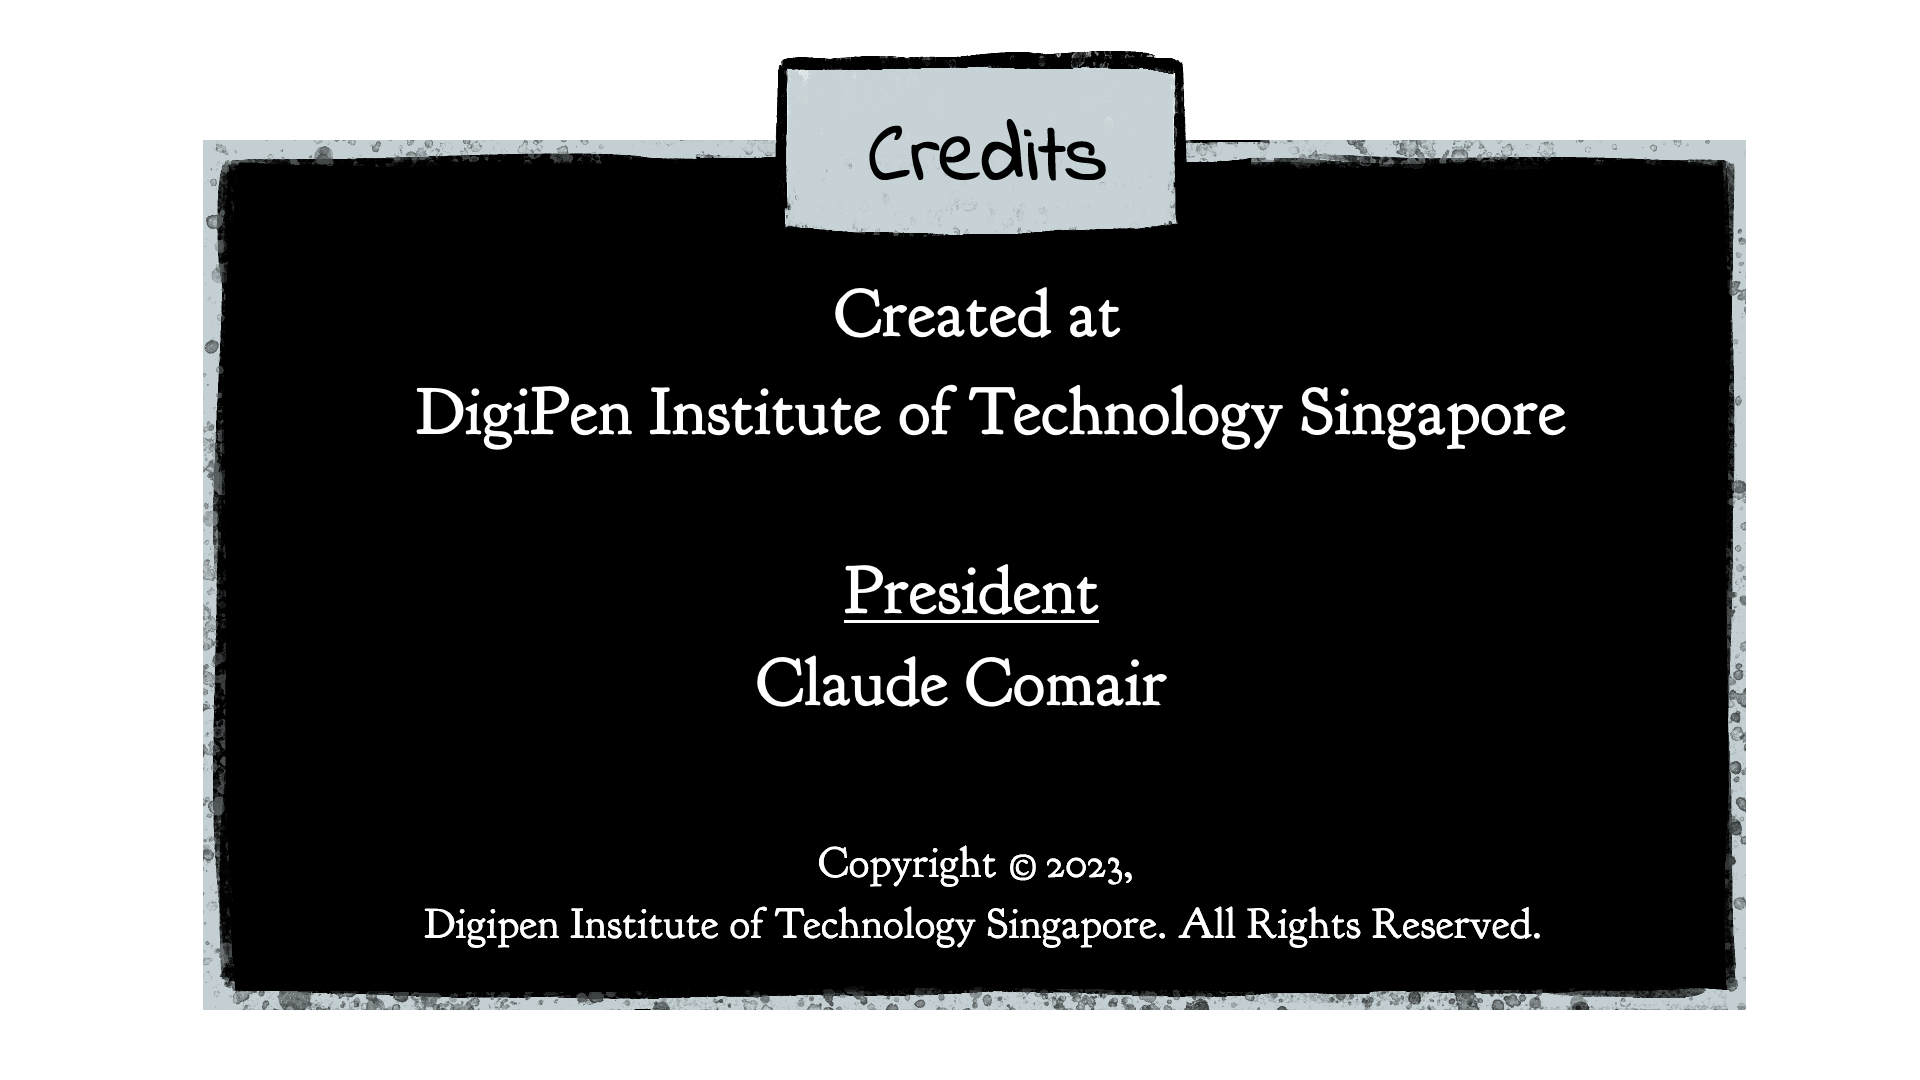 Credits
Created at
DigiPen Institute of Technology Singapore
President
Claude Comair
Copyright © 2023,
Digipen Institute of Technology Singapore. All Rights Reserved.